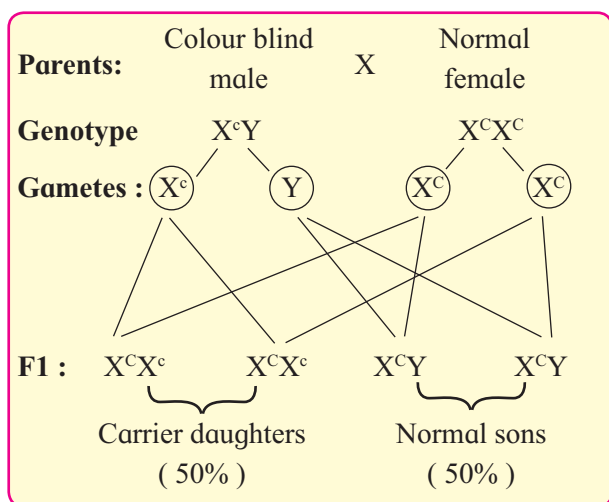 Parents: Colour blind male X Normal female
Genotype XᶜY XᶜXᶜ
Gametes : Xᶜ Y Xᶜ Xᶜ
F1 : XᶜXᶜ XᶜXᶜ XᶜY XᶜY
Carrier daughters Normal sons
( 50% ) ( 50% )